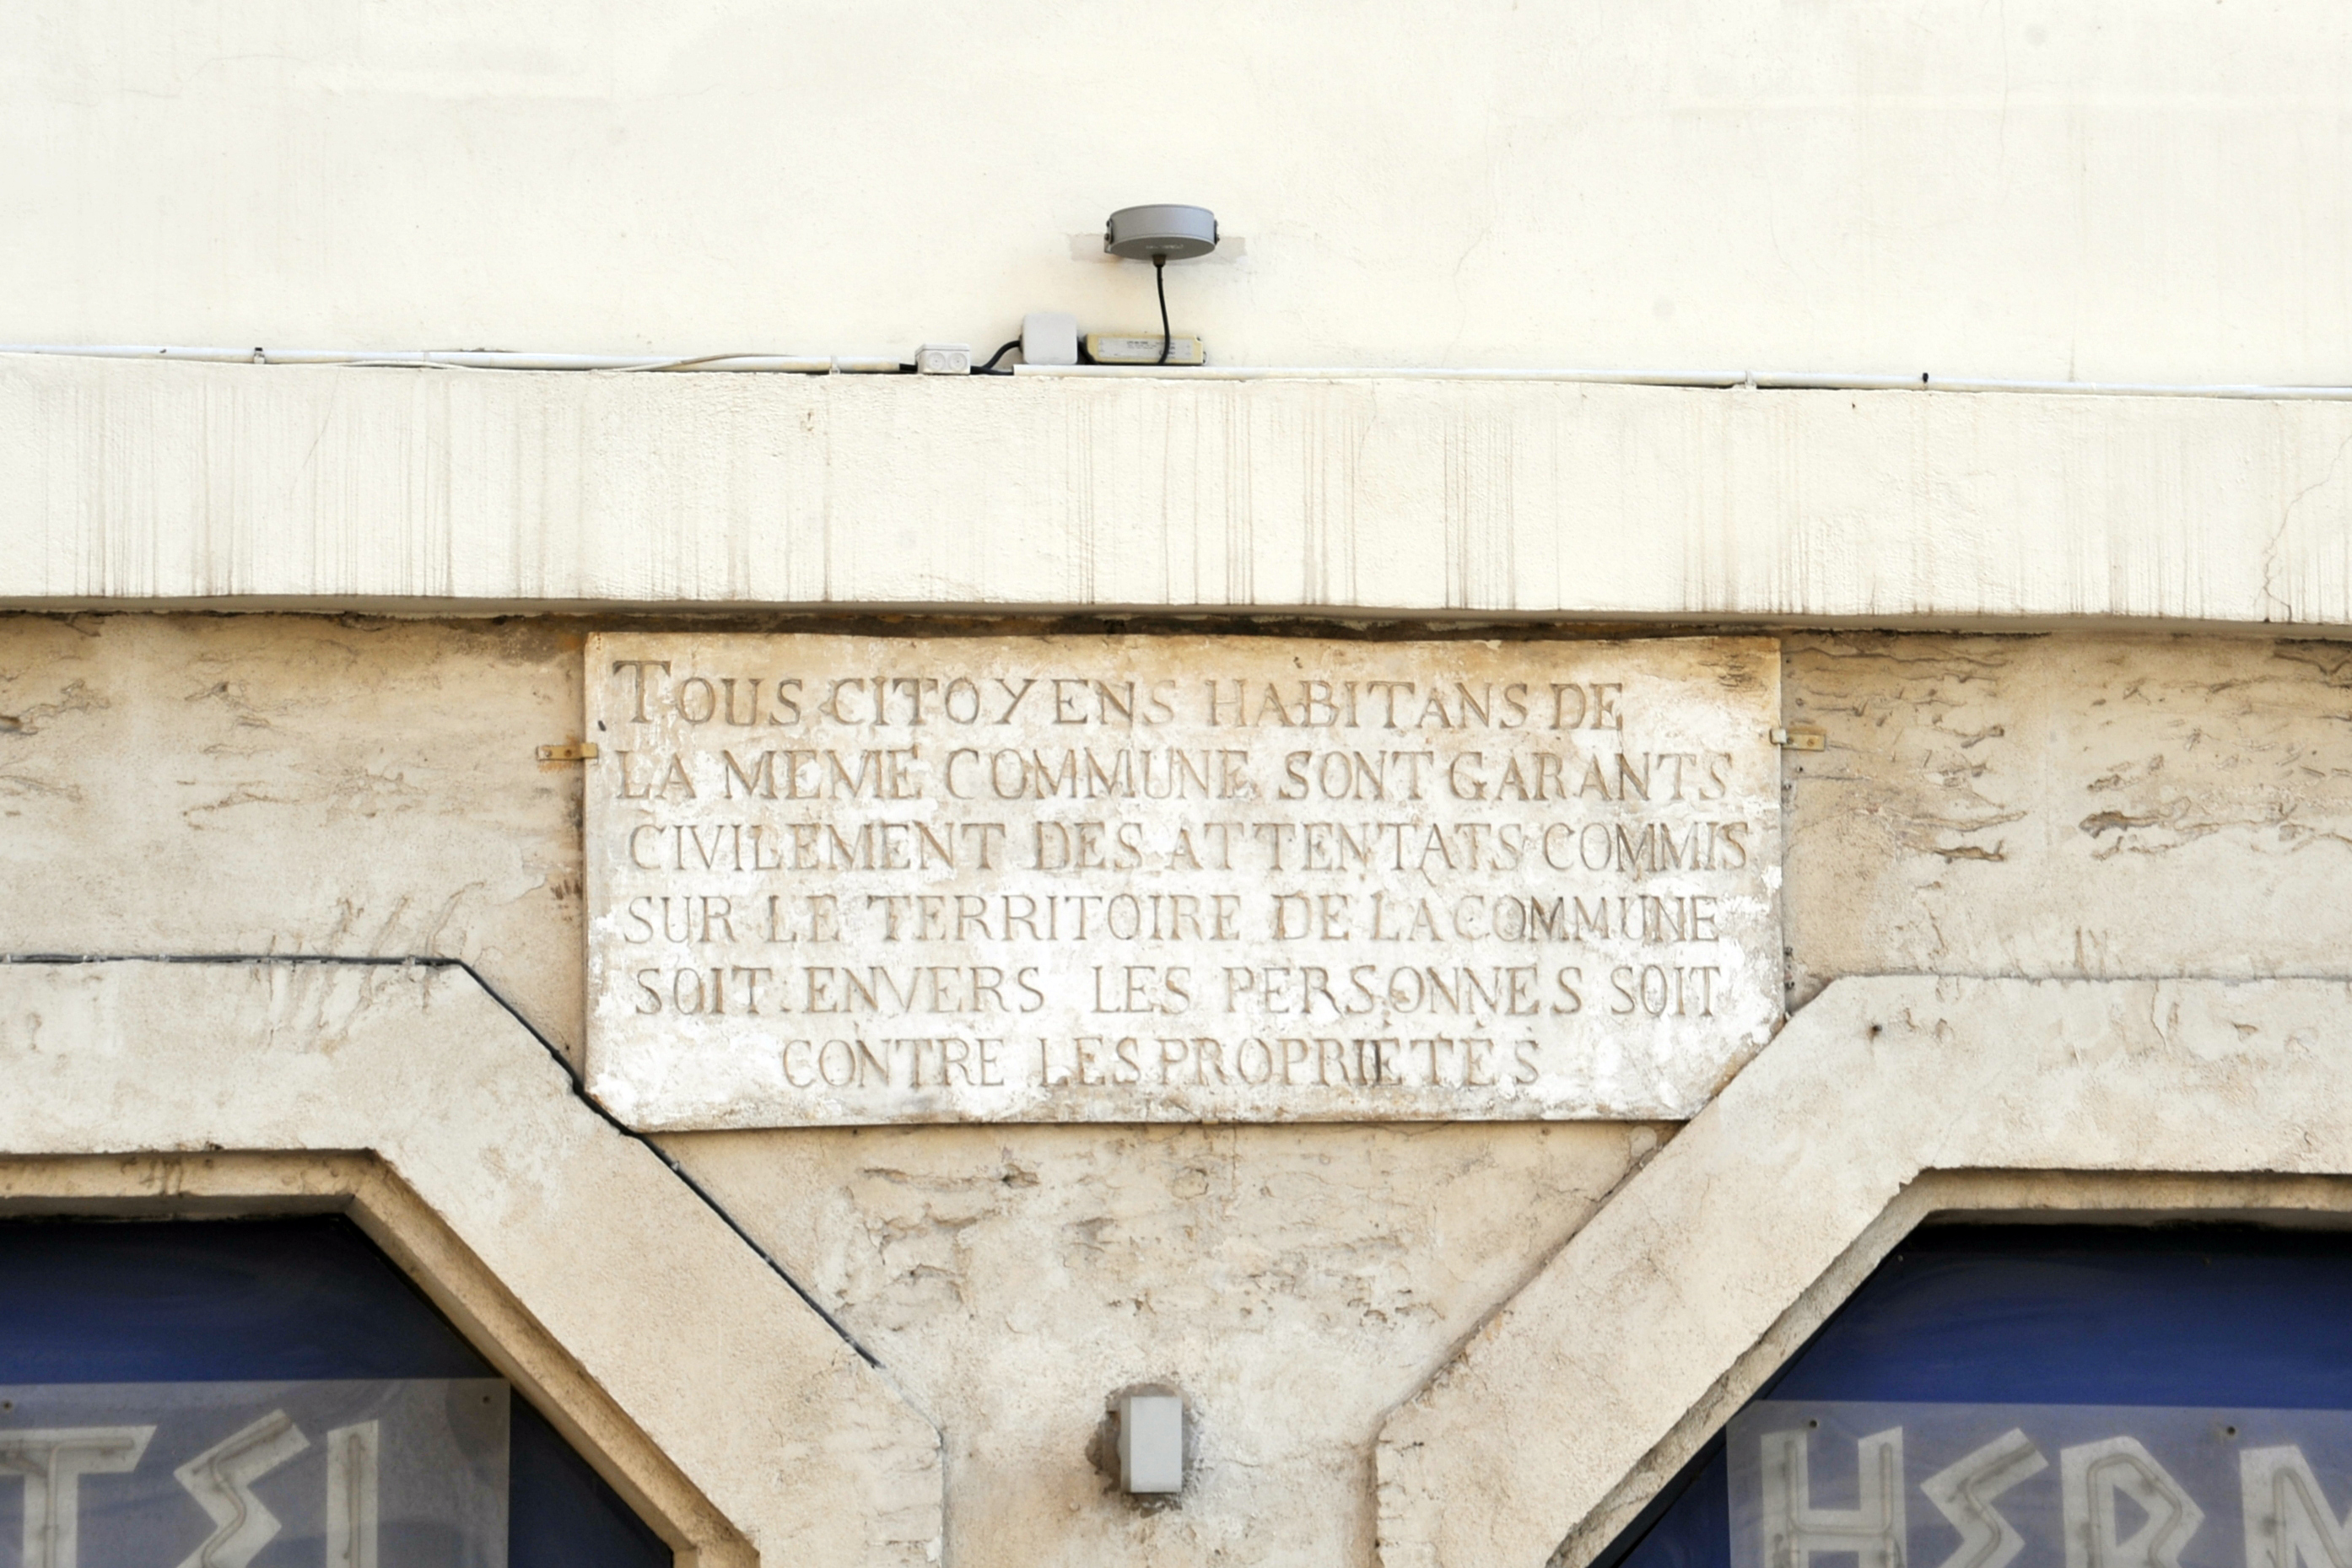 TOUS CITOYENS HABITANS DE
LA MEME COMMUNE SONT GARANTS
CIVILEMENT DES ATTENTATS COMMIS
SUR LE TERRITOIRE DE LA COMMUNE
SOIT ENVERS LES PERSONNES SOIT
CONTRE LES PROPRIÉTÉS